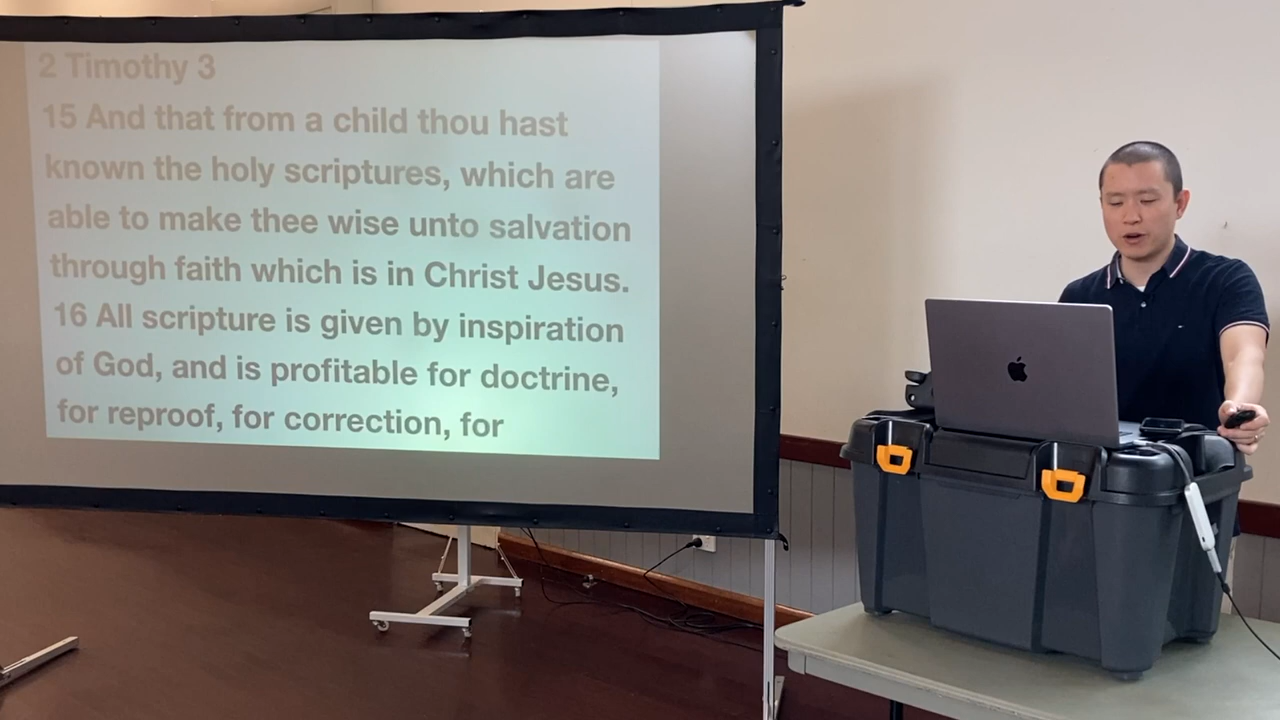 2 Timothy 3
15 And that from a child thou hast
known the holy scriptures, which are
able to make thee wise unto salvation
through faith which is in Christ Jesus.
16 All scripture is given by inspiration
of God, and is profitable for doctrine,
for reproof, for correction, for